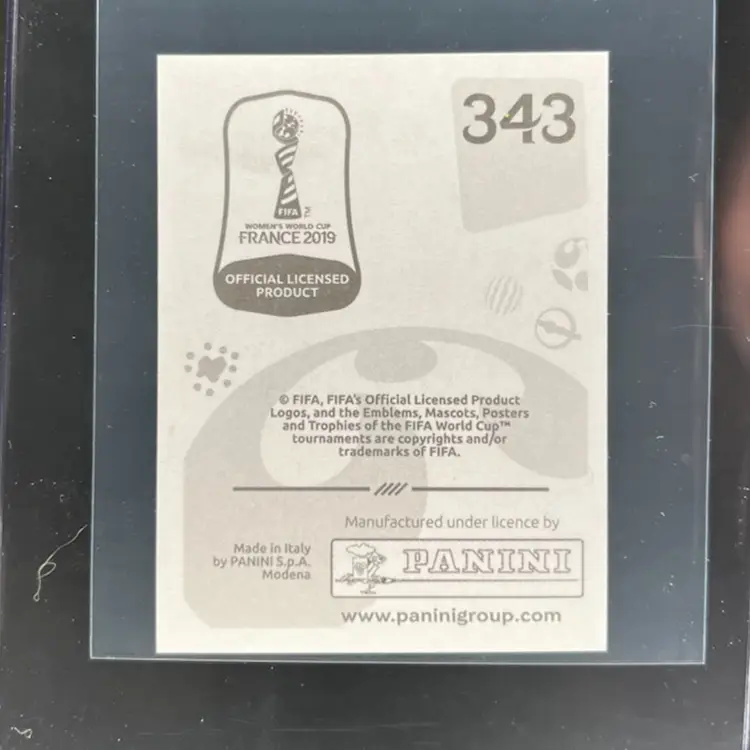 343
FIFA
TM
WOMEN'S WORLD CUP
FRANCE 2019
OFFICIAL LICENSED
PRODUCT
© FIFA, FIFA's Official Licensed Product
Logos, and the Emblems, Mascots, Posters
and Trophies of the FIFA World Cup™
tournaments are copyrights and/or
trademarks of FIFA.
Manufactured under licence by
Made in Italy
by PANINI S.p.A.
Modena
PANINI
www.paninigroup.com